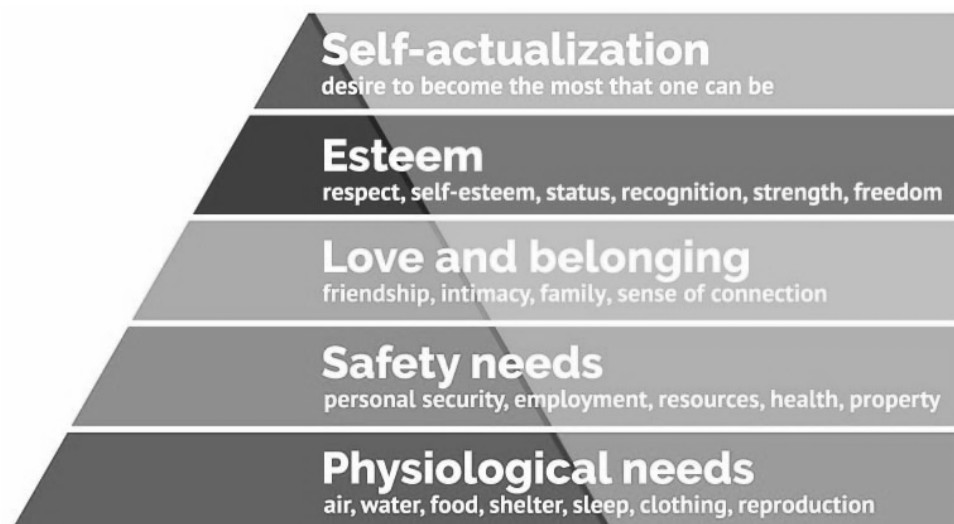 Self-actualization
desire to become the most that one can be
Esteem
respect, self-esteem, status, recognition, strength, freedom
Love and belonging
friendship, intimacy, family, sense of connection
Safety needs
personal security, employment, resources, health, property
Physiological needs
air, water, food, shelter, sleep, clothing, reproduction